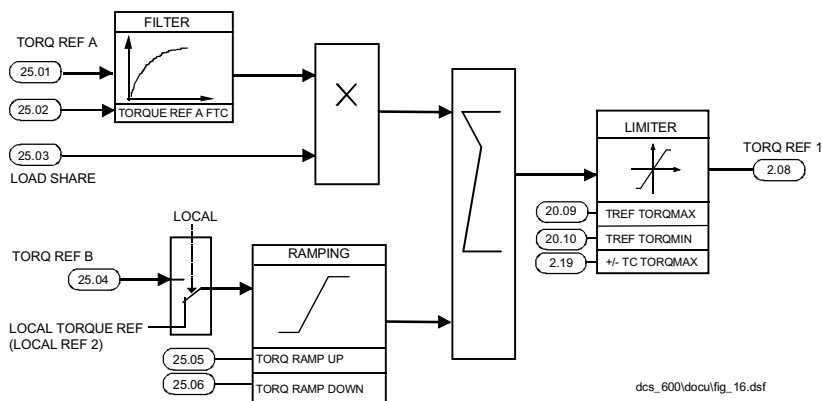 FILTER
TORQ REF A
25.01
25.02
TORQUE REF A FTC
X
25.03
LOAD SHARE
LIMITER
TORQ REF 1
2.08
20.09
TREF TORQMAX
20.10
TREF TORQMIN
2.19
+/- TC TORQMAX
LOCAL
TORQ REF B
25.04
RAMPING
LOCAL TORQUE REF
(LOCAL REF 2)
25.05
TORQ RAMP UP
25.06
TORQ RAMP DOWN
dcs_600\docu\fig_16.dsf